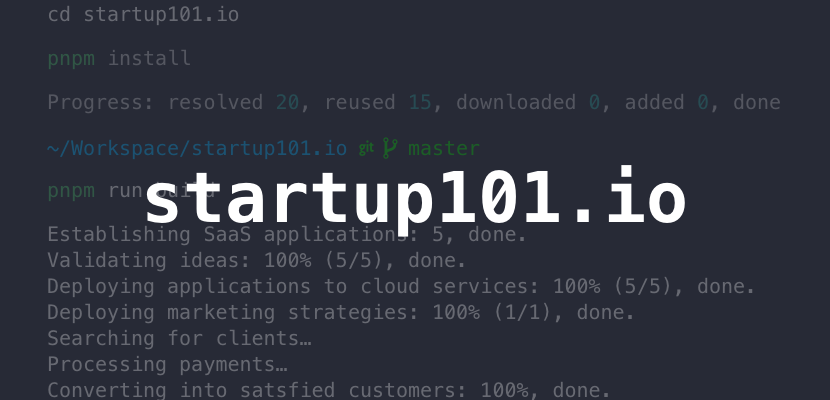 cd startup101.io
pnpm install
Progress: resolved 20, reused 15, downloaded 0, added 0, done
~/Workspace/startup101.io git master
pnpm run build
startup101.io
Establishing SaaS applications: 5, done.
Validating ideas: 100% (5/5), done.
Deploying applications to cloud services: 100% (5/5), done.
Deploying marketing strategies: 100% (1/1), done.
Searching for clients…
Processing payments…
Converting into satsfied customers: 100%, done.